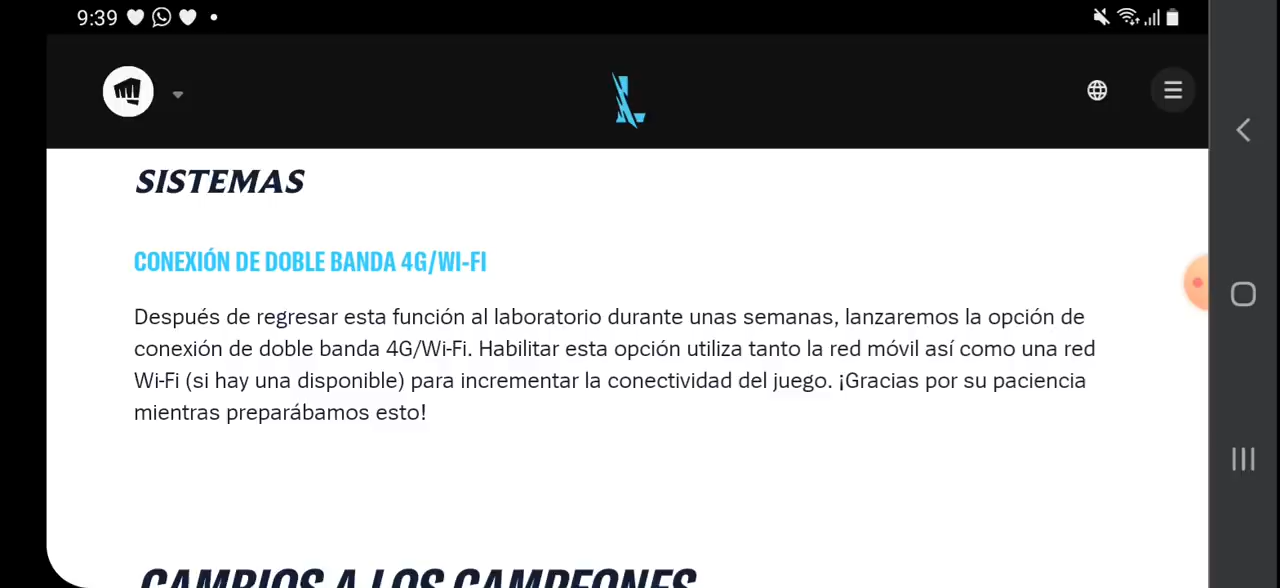 9:39
SISTEMAS
CONEXIÓN DE DOBLE BANDA 4G/WI-FI
Después de regresar esta función al laboratorio durante unas semanas, lanzaremos la opción de
conexión de doble banda 4G/Wi-Fi. Habilitar esta opción utiliza tanto la red móvil así como una red
Wi-Fi (si hay una disponible) para incrementar la conectividad del juego. ¡Gracias por su paciencia
mientras preparábamos esto!
CAMBIOS A LOS CAMPEONES